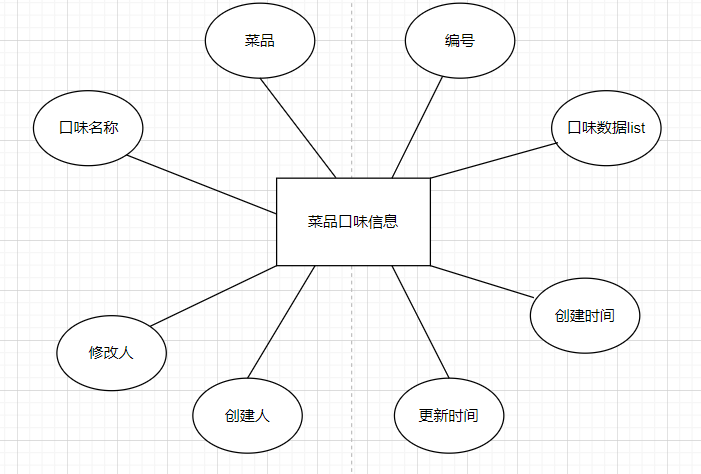 菜品
编号
口味名称
口味数据list
菜品口味信息
创建时间
修改人
创建人
更新时间